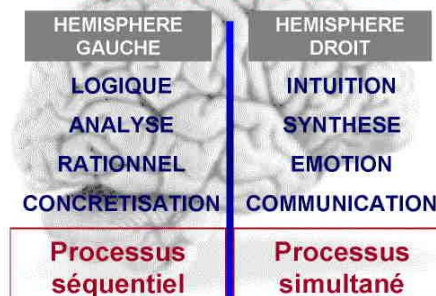 HEMISPHERE
GAUCHE
LOGIQUE
ANALYSE
RATIONNEL
CONCRETISATION
Processus
séquentiel
HEMISPHERE
DROIT
INTUITION
SYNTHESE
EMOTION
COMMUNICATION
Processus
simultané